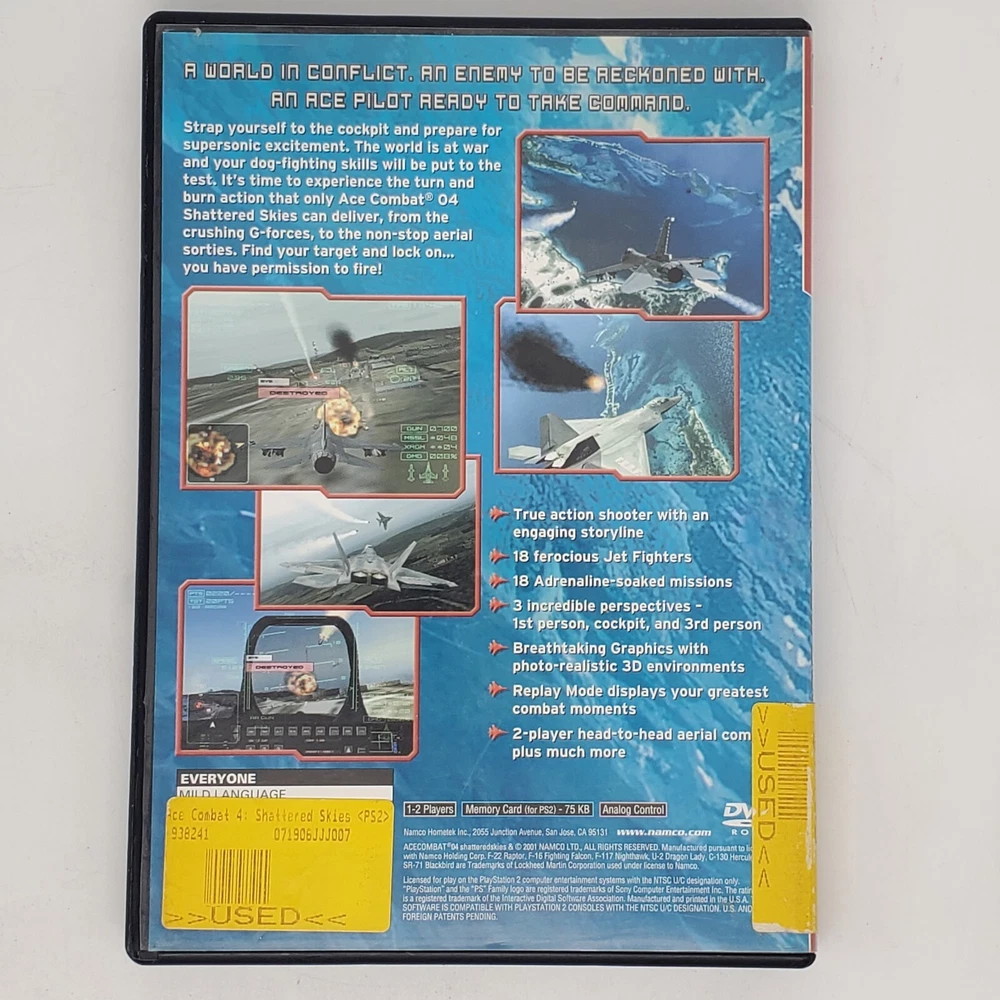 A WORLD IN CONFLICT. AN ENEMY TO BE RECKONED WITH.
AN ACE PILOT READY TO TAKE COMMAND.
Strap yourself to the cockpit and prepare for
supersonic excitement. The world is at war
and your dog-fighting skills will be put to the
test. It's time to experience the turn and
burn action that only Ace Combat® 04
Shattered Skies can deliver, from the
crushing G-forces, to the non-stop aerial
sorties. Find your target and lock on...
you have permission to fire!
DESTROYED
GUN 0700
MSSL 048
XAGM 04
DMG 008%
DESTROYED
True action shooter with an
engaging storyline
18 ferocious Jet Fighters
18 Adrenaline-soaked missions
3 incredible perspectives –
1st person, cockpit, and 3rd person
Breathtaking Graphics with
photo-realistic 3D environments
Replay Mode displays your greatest
combat moments
2-player head-to-head aerial com
plus much more
EVERYONE
MILD LANGUAGE
Ace Combat 4: Shattered Skies <PS2>
938241 071906JJJ007
>>USED<<
>>USED<<
1-2 Players Memory Card (for PS2) - 75 KB Analog Control
Namco Hometek Inc., 2055 Junction Avenue, San Jose, CA 95131 www.namco.com
ACECOMBAT®04 shatteredskies & © 2001 NAMCO LTD., ALL RIGHTS RESERVED. Manufactured pursuant to
with Namco Holding Corp. F-22 Raptor, F-16 Fighting Falcon, F-117 Nighthawk, U-2 Dragon Lady, C-130
SR-71 Blackbird are Trademarks of Lockheed Martin Corporation used under license to Namco.
Licensed for play on the PlayStation 2 computer entertainment systems with the NTSC U/C designation only.
"PlayStation" and the "PS" Family logo are registered trademarks of Sony Computer Entertainment Inc. The
is a registered trademark of the Interactive Digital Software Association. Manufactured and printed in the U.S.A.
SOFTWARE IS COMPATIBLE WITH PLAYSTATION 2 CONSOLES WITH THE NTSC U/C DESIGNATION. U.S. AND
FOREIGN PATENTS PENDING.